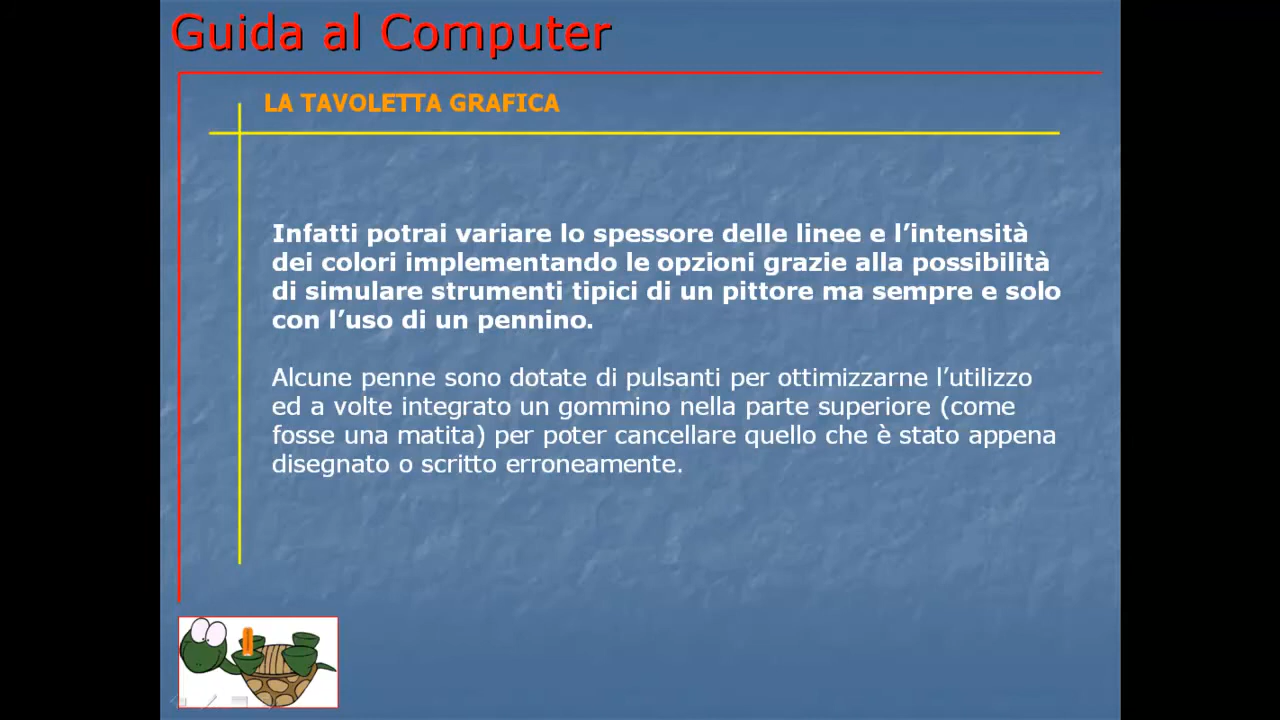 Guida al Computer
LA TAVOLETTA GRAFICA
Infatti potrai variare lo spessore delle linee e l’intensità
dei colori implementando le opzioni grazie alla possibilità
di simulare strumenti tipici di un pittore ma sempre e solo
con l’uso di un pennino.
Alcune penne sono dotate di pulsanti per ottimizzarne l’utilizzo
ed a volte integrato un gommino nella parte superiore (come
fosse una matita) per poter cancellare quello che è stato appena
disegnato o scritto erroneamente.